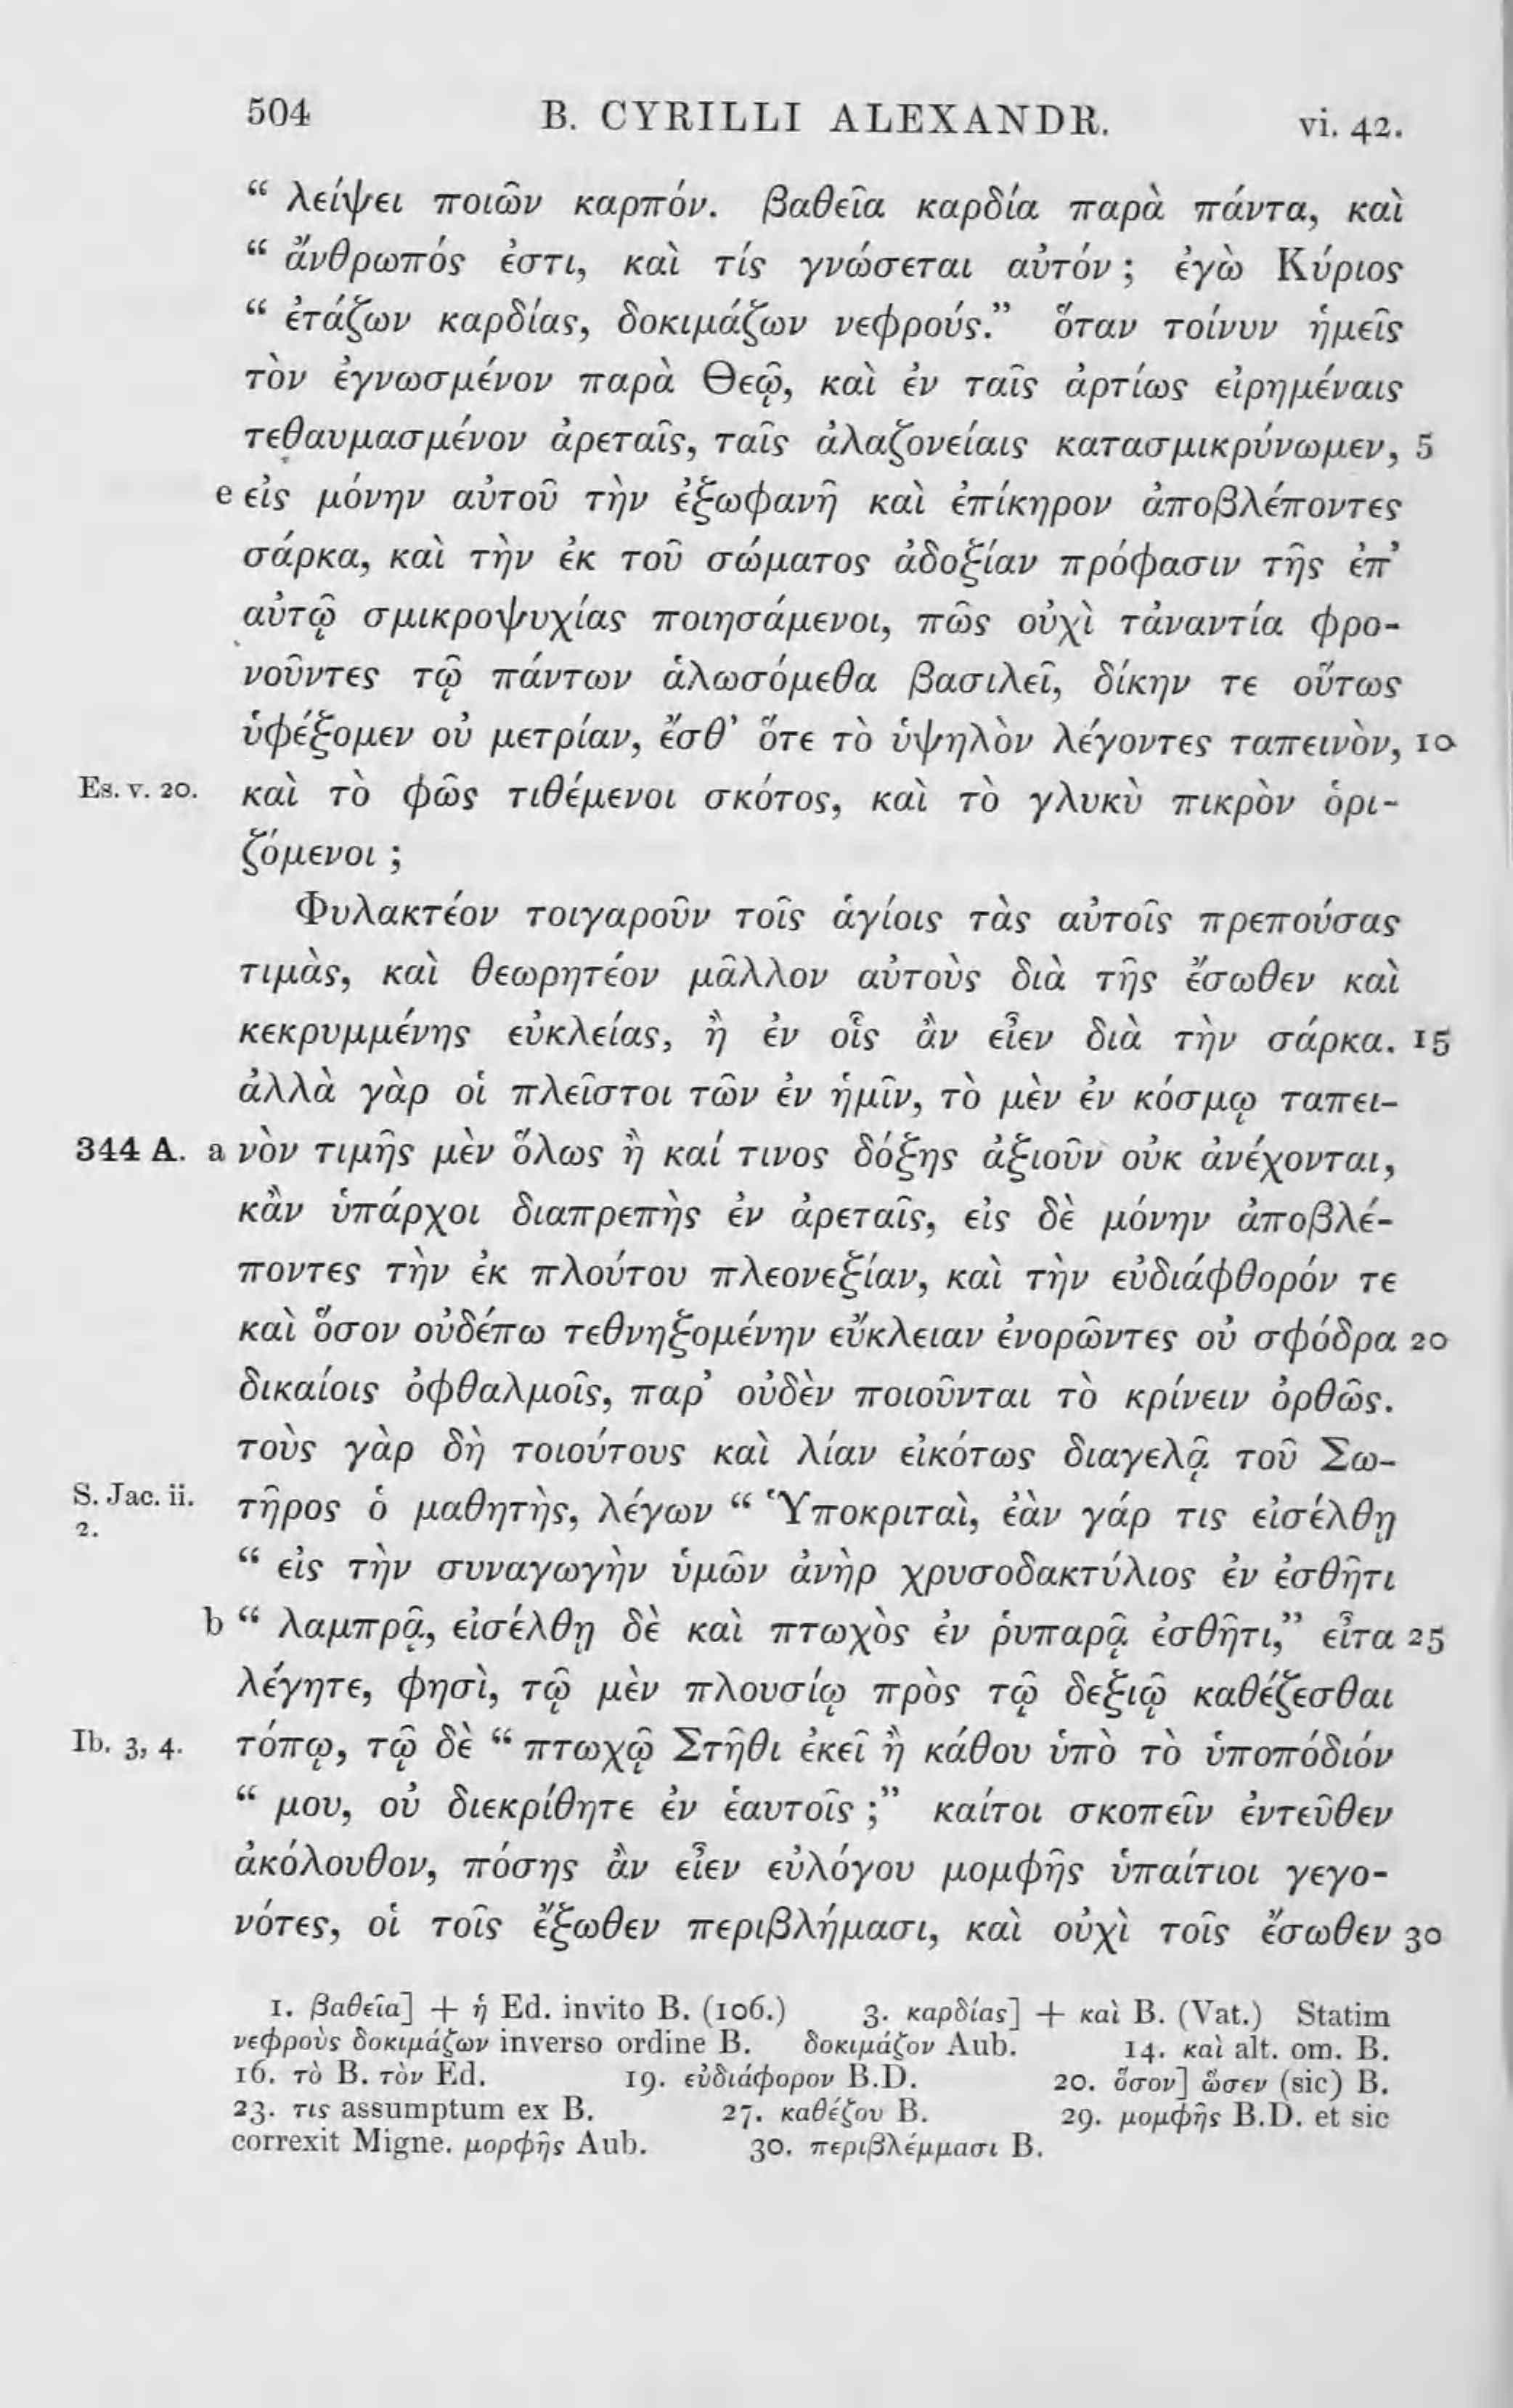 504 B. CYRILLI ALEXANDR. vi. 42.
“ λείψει ποιῶν καρπόν. βαθεῖα καρδία παρὰ πάντα, καὶ
“ ἄνθρωπός ἐστι, καὶ τίς γνώσεται αὐτόν ; ἐγὼ Κύριος
“ ἐτάζων καρδίας, δοκιμάζων νεφρούς.” ὅταν τοίνυν ἡμεῖς
τὸν ἐγνωσμένον παρὰ Θεῷ, καὶ ἐν ταῖς ἀρτίως εἰρημέναις
τεθαυμασμένον ἀρεταῖς, ταῖς ἀλαζονείαις κατασμικρύνωμεν, 5
e εἰς μόνην αὐτοῦ τὴν ἐξωφανῆ καὶ ἐπίκηρον ἀποβλέποντες
σάρκα, καὶ τὴν ἐκ τοῦ σώματος ἀδοξίαν πρόφασιν τῆς ἐπ’
αὐτῷ σμικροψυχίας ποιησάμενοι, πῶς οὐχὶ τἀναντία φρο-
νοῦντες τῷ πάντων ἁλωσόμεθα βασιλεῖ, δίκην τε οὕτως
ὑφέξομεν οὐ μετρίαν, ἔσθ’ ὅτε τὸ ὑψηλὸν λέγοντες ταπεινὸν, 10
Es. v. 20. καὶ τὸ φῶς τιθέμενοι σκότος, καὶ τὸ γλυκὺ πικρὸν ὁρι-
ζόμενοι ;
Φυλακτέον τοιγαροῦν τοῖς ἁγίοις τὰς αὐτοῖς πρεπούσας
τιμὰς, καὶ θεωρητέον μᾶλλον αὐτοὺς διὰ τῆς ἔσωθεν καὶ
κεκρυμμένης εὐκλείας, ἢ ἐν οἷς ἂν εἶεν διὰ τὴν σάρκα. 15
ἀλλὰ γὰρ οἱ πλεῖστοι τῶν ἐν ἡμῖν, τὸ μὲν ἐν κόσμῳ ταπει-
344 A. a νὸν τιμῆς μὲν ὅλως ἢ καί τινος δόξης ἀξιοῦν οὐκ ἀνέχονται,
κἂν ὑπάρχοι διαπρεπὴς ἐν ἀρεταῖς, εἰς δὲ μόνην ἀποβλέ-
ποντες τὴν ἐκ πλούτου πλεονεξίαν, καὶ τὴν εὐδιάφθορόν τε
καὶ ὅσον οὐδέπω τεθνηξομένην εὔκλειαν ἐνορῶντες οὐ σφόδρα 20
δικαίοις ὀφθαλμοῖς, παρ’ οὐδὲν ποιοῦνται τὸ κρίνειν ὀρθῶς.
τοὺς γὰρ δὴ τοιούτους καὶ λίαν εἰκότως διαγελᾷ τοῦ Σω-
S. Jac. ii. 2. τῆρος ὁ μαθητὴς, λέγων “ Ὑποκριταὶ, ἐὰν γάρ τις εἰσέλθῃ
“ εἰς τὴν συναγωγὴν ὑμῶν ἀνὴρ χρυσοδακτύλιος ἐν ἐσθῆτι
b “ λαμπρᾷ, εἰσέλθῃ δὲ καὶ πτωχὸς ἐν ῥυπαρᾷ ἐσθῆτι,” εἶτα 25
λέγητε, φησὶ, τῷ μὲν πλουσίῳ πρὸς τῷ δεξιῷ καθέζεσθαι
Ib. 3, 4. τόπῳ, τῷ δὲ “ πτωχῷ Στῆθι ἐκεῖ ἢ κάθου ὑπὸ τὸ ὑποπόδιόν
“ μου, οὐ διεκρίθητε ἐν ἑαυτοῖς ;” καίτοι σκοπεῖν ἐντεῦθεν
ἀκόλουθον, πόσης ἂν εἶεν εὐλόγου μομφῆς ὑπαίτιοι γεγο-
νότες, οἱ τοῖς ἔξωθεν περιβλήμασι, καὶ οὐχὶ τοῖς ἔσωθεν 30
1. βαθεῖα] + ἡ Ed. invito B. (106.) 3. καρδίας] + καὶ B. (Vat.) Statim
νεφροὺς δοκιμάζων inverso ordine B. δοκιμάζον Aub. 14. καὶ alt. om. B.
16. τὸ B. τὸν Ed. 19. εὐδιάφορον B.D. 20. ὅσον] ὥσεν (sic) B.
23. τις assumptum ex B. 27. καθέζου B. 29. μομφῆς B.D. et sic
correxit Migne. μορφῆς Aub. 30. περιβλέμμασι B.